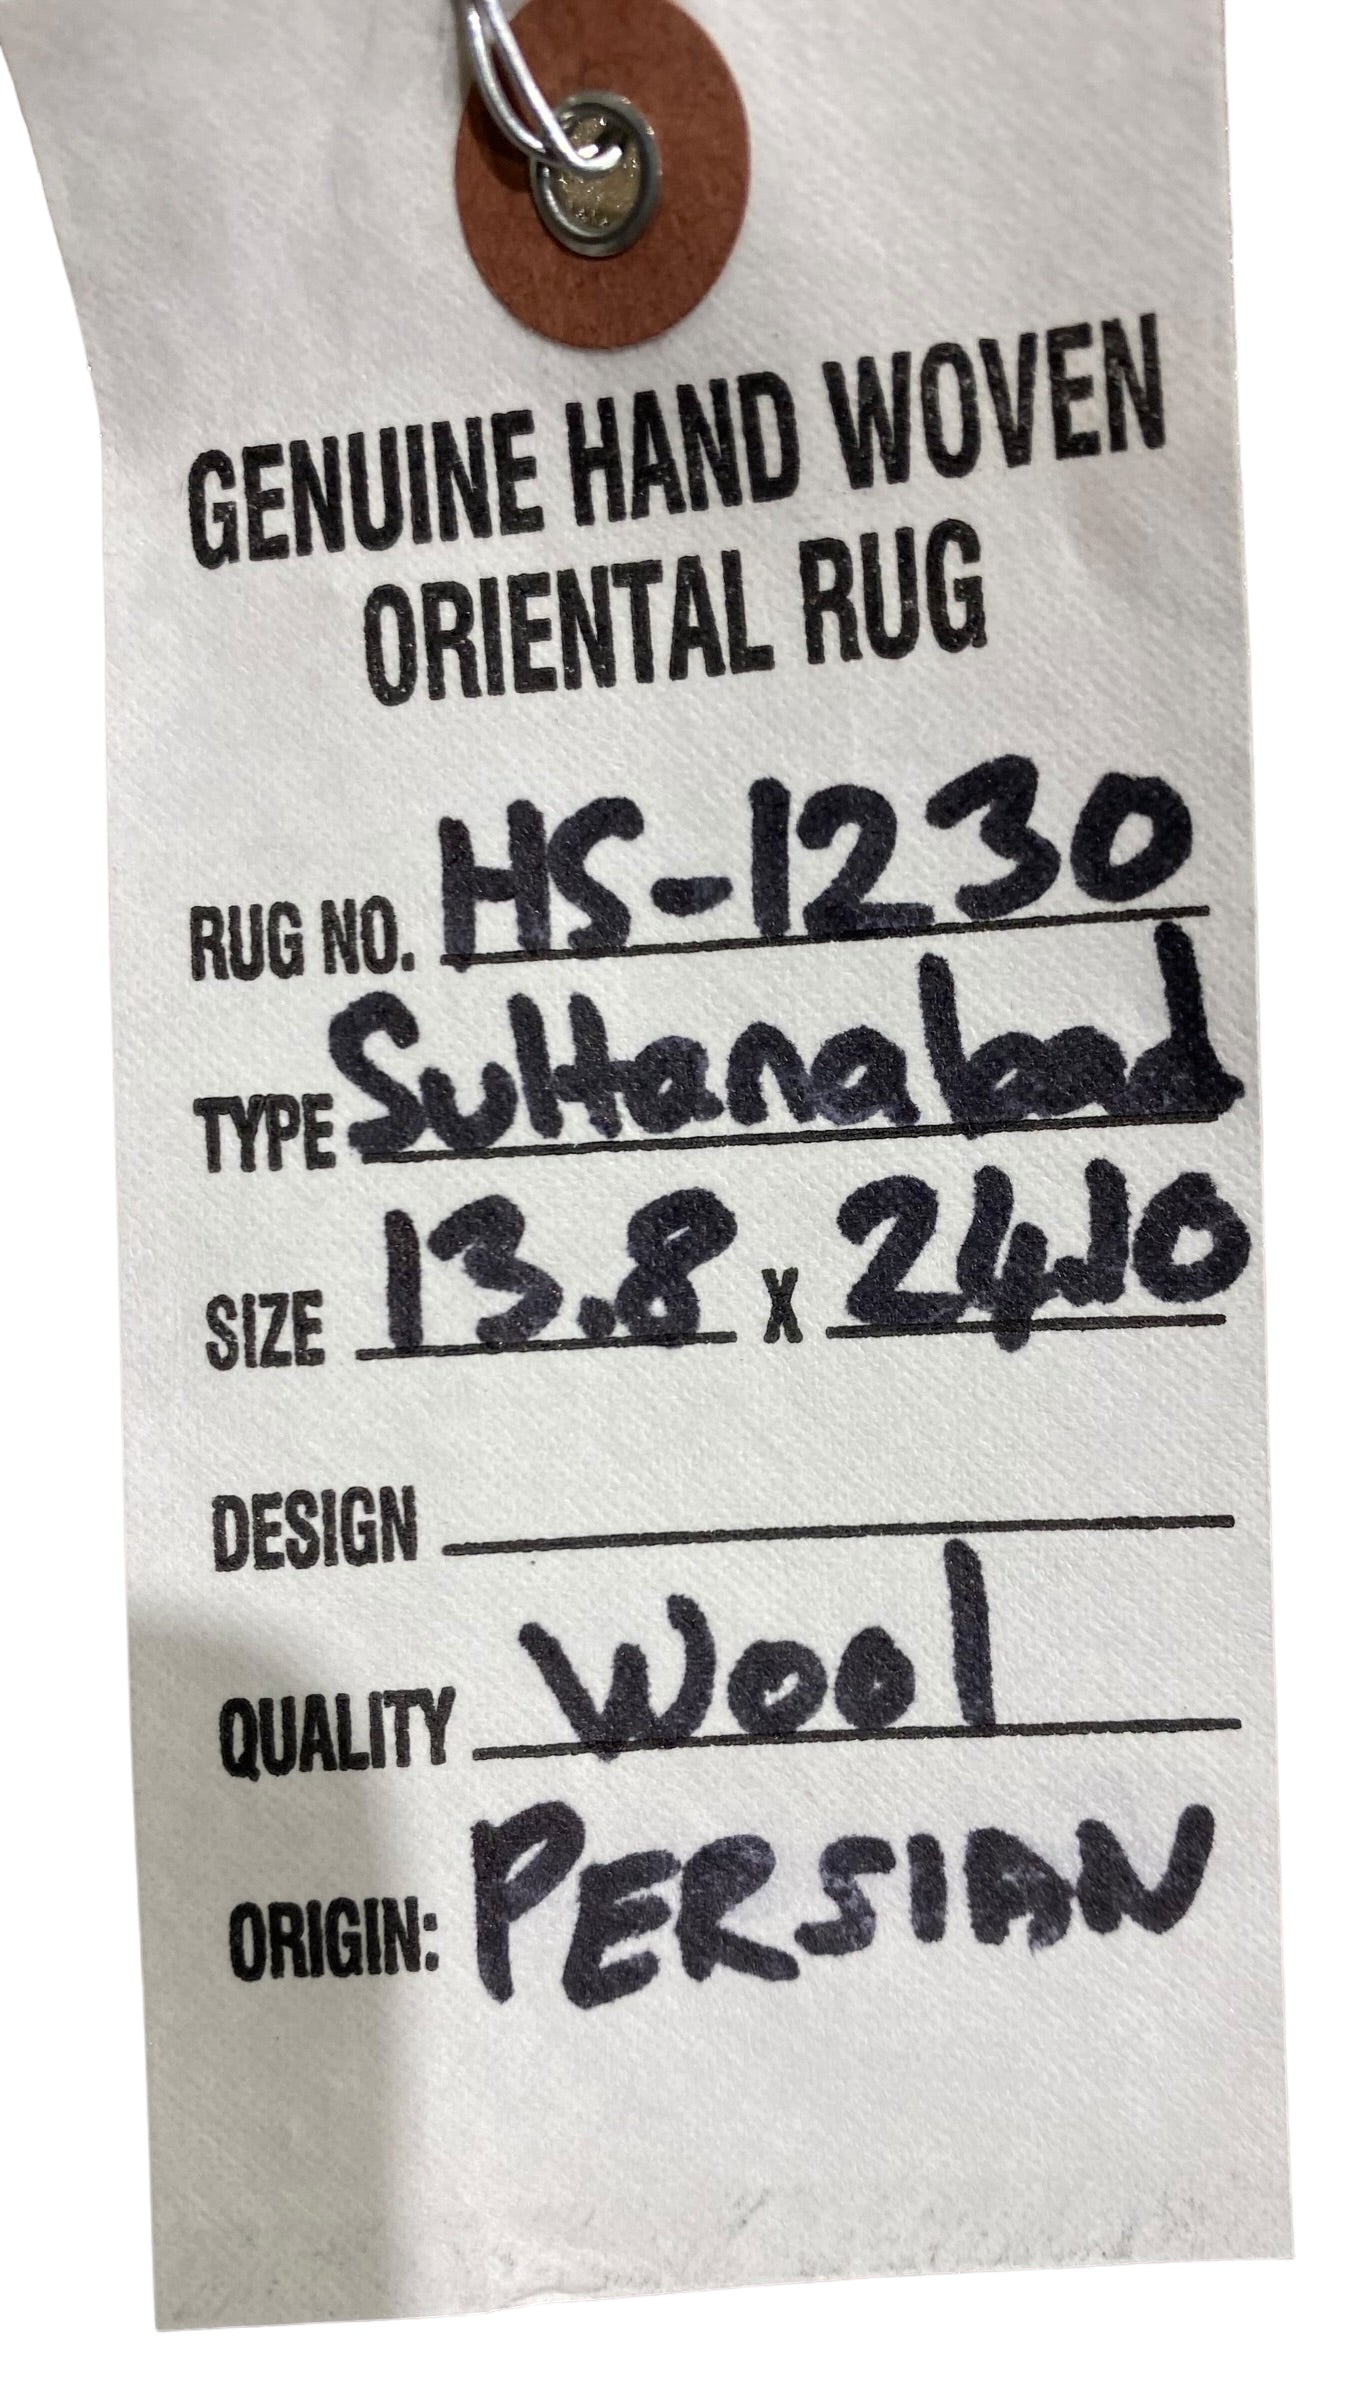 GENUINE HAND WOVEN
ORIENTAL RUG
RUG NO. HS-1230
TYPE Sultanabad
SIZE 13.8 X 24.10
DESIGN
QUALITY Wool
ORIGIN: PERSIAN